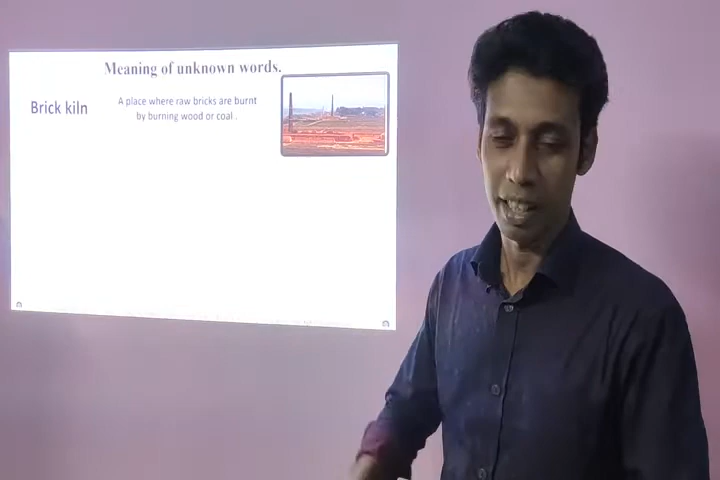 Meaning of unknown words.
Brick kiln
A place where raw bricks are burnt
by burning wood or coal .